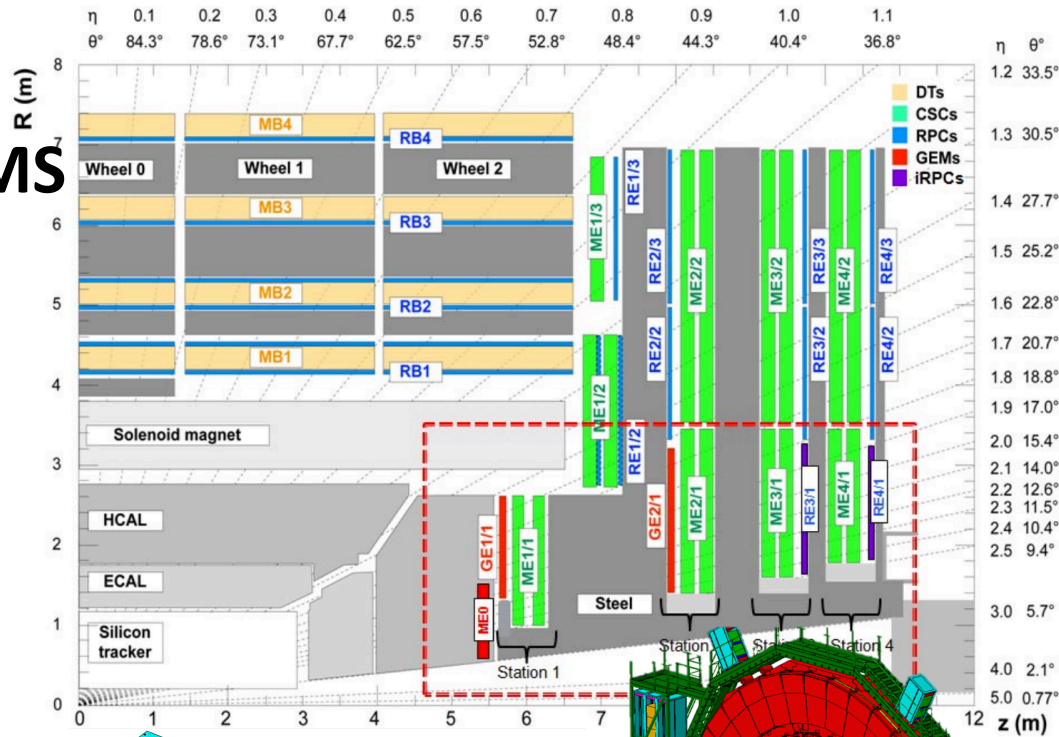 η 0.1 0.2 0.3 0.4 0.5 0.6 0.7 0.8 0.9 1.0 1.1
θ° 84.3° 78.6° 73.1° 67.7° 62.5° 57.5° 52.8° 48.4° 44.3° 40.4° 36.8° η θ°
R (m)
8
7
6
5
4
3
2
1
0
MS
DTs
CSCs
RPCs
GEMs
iRPCs
1.2 33.5°
1.3 30.5°
1.4 27.7°
1.5 25.2°
1.6 22.8°
1.7 20.7°
1.8 18.8°
1.9 17.0°
2.0 15.4°
2.1 14.0°
2.2 12.6°
2.3 11.5°
2.4 10.4°
2.5 9.4°
3.0 5.7°
4.0 2.1°
5.0 0.77°
MB4
RB4
Wheel 0 Wheel 1 Wheel 2
MB3
RB3
MB2
RB2
MB1
RB1
ME1/3
RE1/3
RE2/3
ME2/2
ME3/2
RE3/3
ME4/2
RE4/3
RE2/2
RE3/2
RE4/2
ME1/2
RE1/2
Solenoid magnet
HCAL
ECAL
Silicon
tracker
GE1/1
ME1/1
ME0
GE2/1
ME2/1
ME3/1
RE3/1
ME4/1
RE4/1
Steel
Station 1
Station
4
0 1 2 3 4 5 6 7 12
z (m)